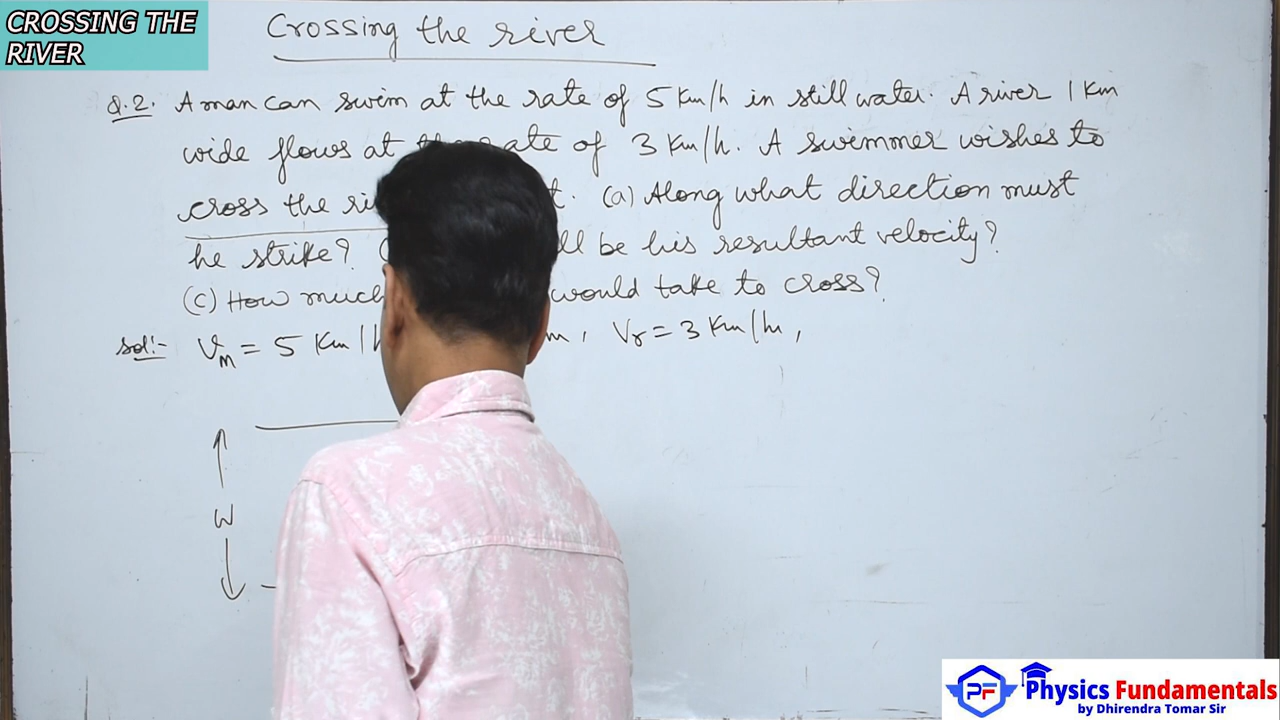 CROSSING THE
RIVER
Crossing the river
Q.2. A man can swim at the rate of 5 Km/h in still water. A river 1 Km
wide flows at the rate of 3 Km/h. A swimmer wishes to
cross the (a) Along what direction must
he strike? be his resultant velocity?
(c) How much would take to cross?
Sol:- Vm = 5 Km/h , Vr = 3 Km/h ,
W
PF Physics Fundamentals
by Dhirendra Tomar Sir